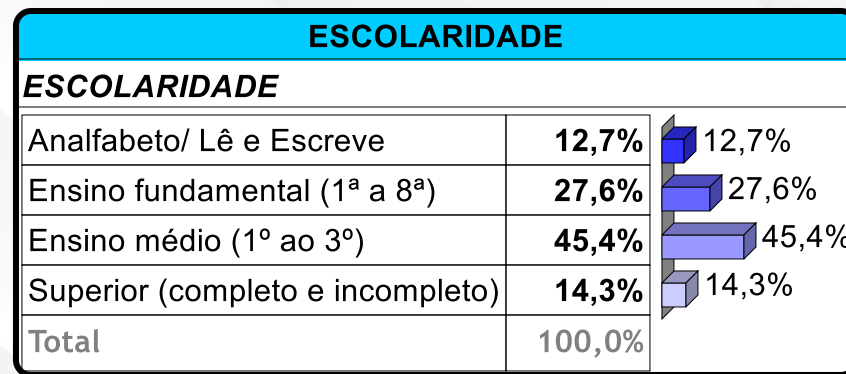 ESCOLARIDADE
ESCOLARIDADE
Analfabeto/ Lê e Escreve 12,7% 12,7%
Ensino fundamental (1ª a 8ª) 27,6% 27,6%
Ensino médio (1º ao 3º) 45,4% 45,4%
Superior (completo e incompleto) 14,3% 14,3%
Total 100,0%